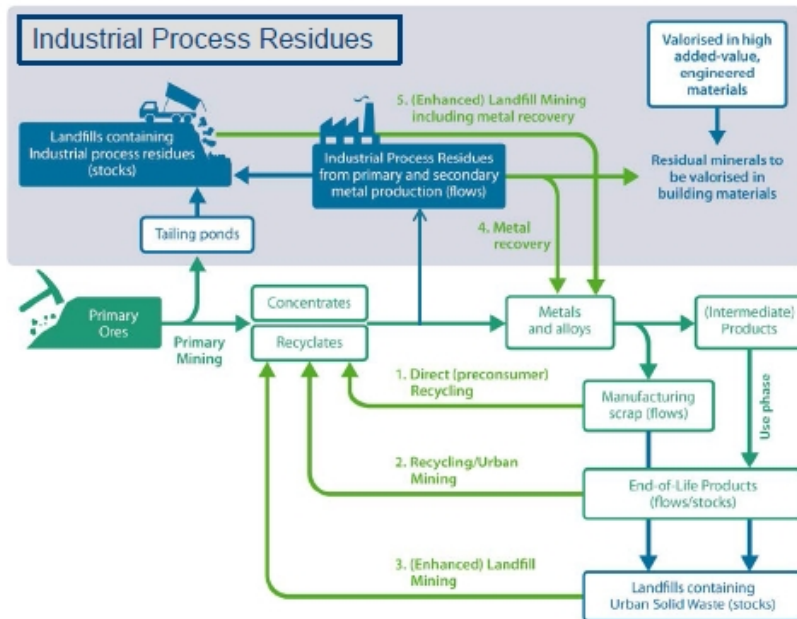 Industrial Process Residues
Valorised in high
added-value,
engineered
materials
5. (Enhanced) Landfill Mining
including metal recovery
Landfills containing
Industrial process residues
(stocks)
Industrial Process Residues
from primary and secondary
metal production (flows)
Residual minerals to
be valorised in
building materials
4. Metal
recovery
Tailing ponds
Primary
Ores
Primary
Mining
Concentrates
Recyclates
Metals
and alloys
(Intermediate)
Products
1. Direct (preconsumer)
Recycling
Manufacturing
scrap (flows)
Use phase
2. Recycling/Urban
Mining
End-of-Life Products
(flows/stocks)
3. (Enhanced) Landfill
Mining
Landfills containing
Urban Solid Waste (stocks)